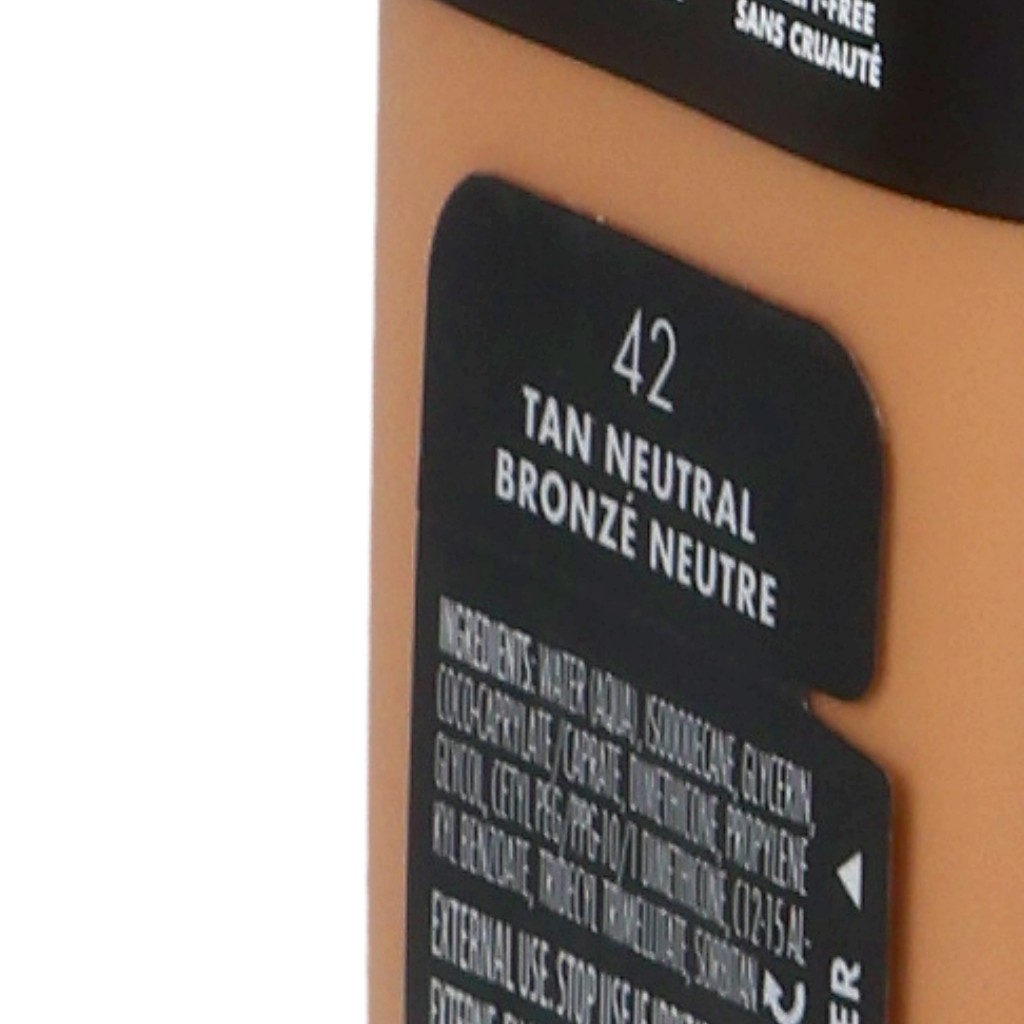 SANS CRUAUTÉ
42
TAN NEUTRAL
BRONZÉ NEUTRE
INGREDIENTS: WATER (AQUA), ISODODECANE, GLYCERIN,
COCO-CAPRYLATE/CAPRATE, DIMETHICONE, PROPYLENE
GLYCOL, CETYL PEG/PPG-10/1 DIMETHICONE, C12-15 AL-
KYL BENZOATE, TRIDECYL TRIMELLITATE, SORBITAN
EXTERNAL USE. STOP USE IF